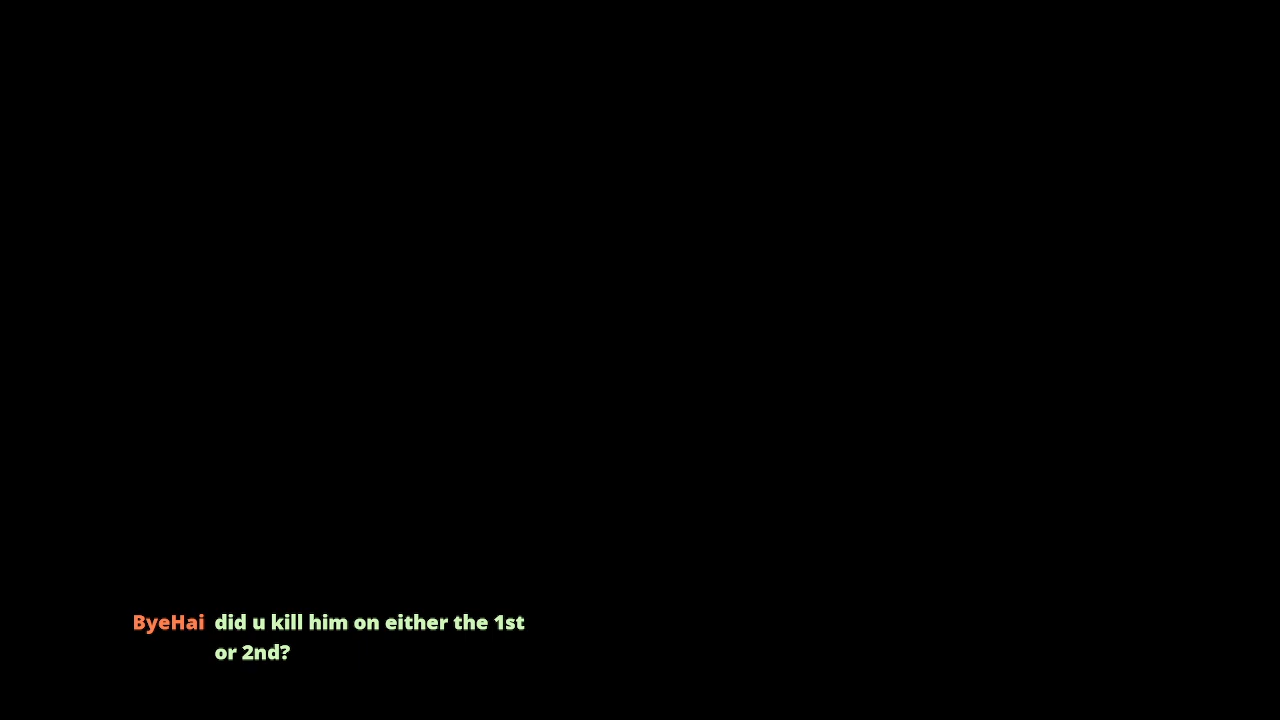 ByeHai did u kill him on either the 1st
or 2nd?